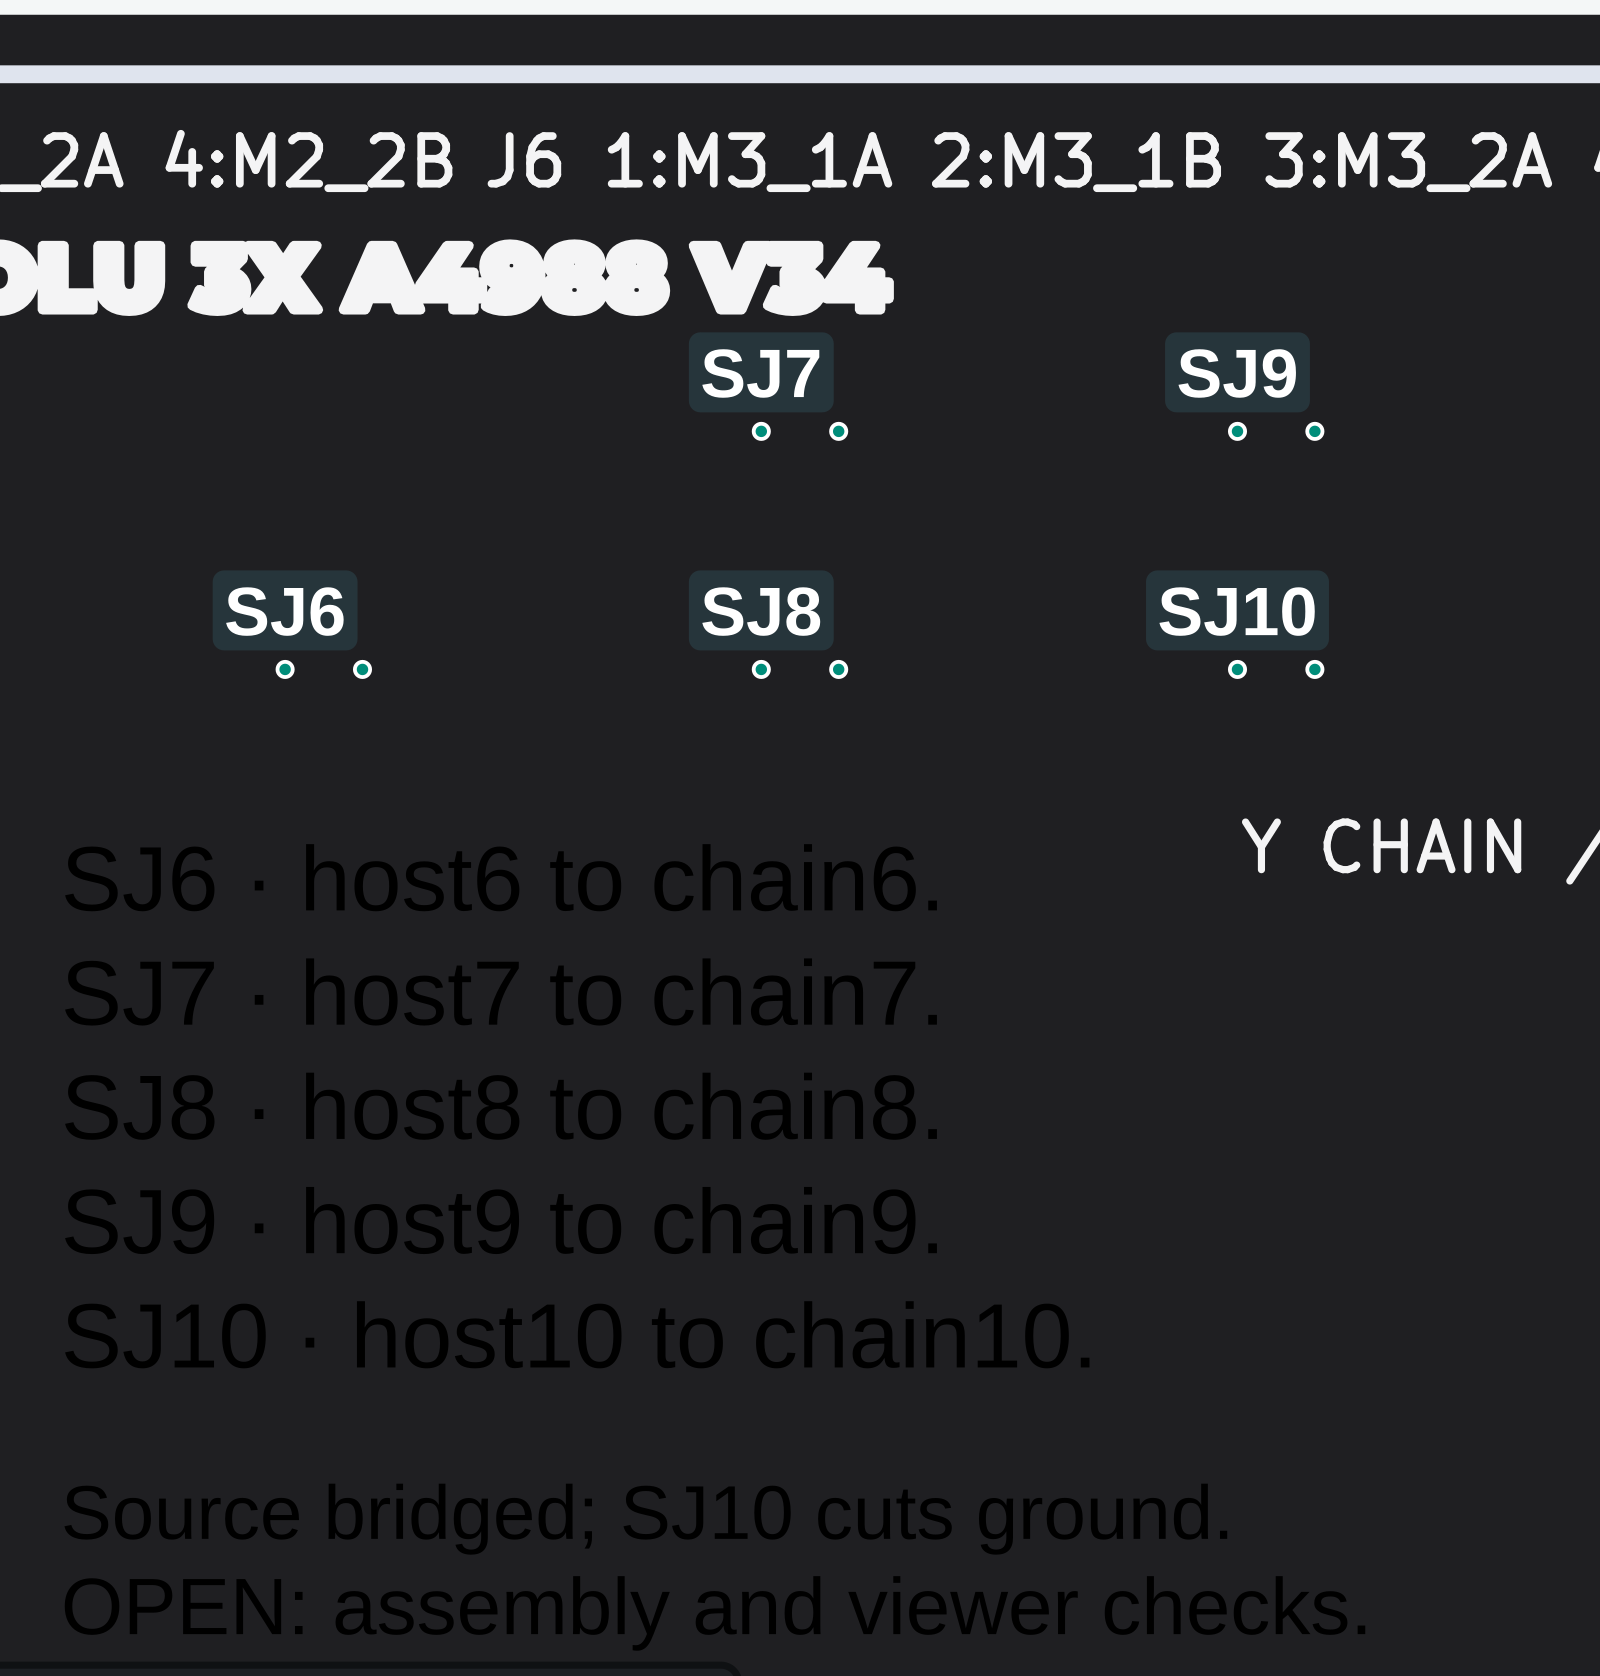 _2A 4:M2_2B J6 1:M3_1A 2:M3_1B 3:M3_2A
OLU 3X A4988 V34
SJ7 SJ9
SJ6 SJ8 SJ10
Y CHAIN /
SJ6 · host6 to chain6.
SJ7 · host7 to chain7.
SJ8 · host8 to chain8.
SJ9 · host9 to chain9.
SJ10 · host10 to chain10.
Source bridged; SJ10 cuts ground.
OPEN: assembly and viewer checks.